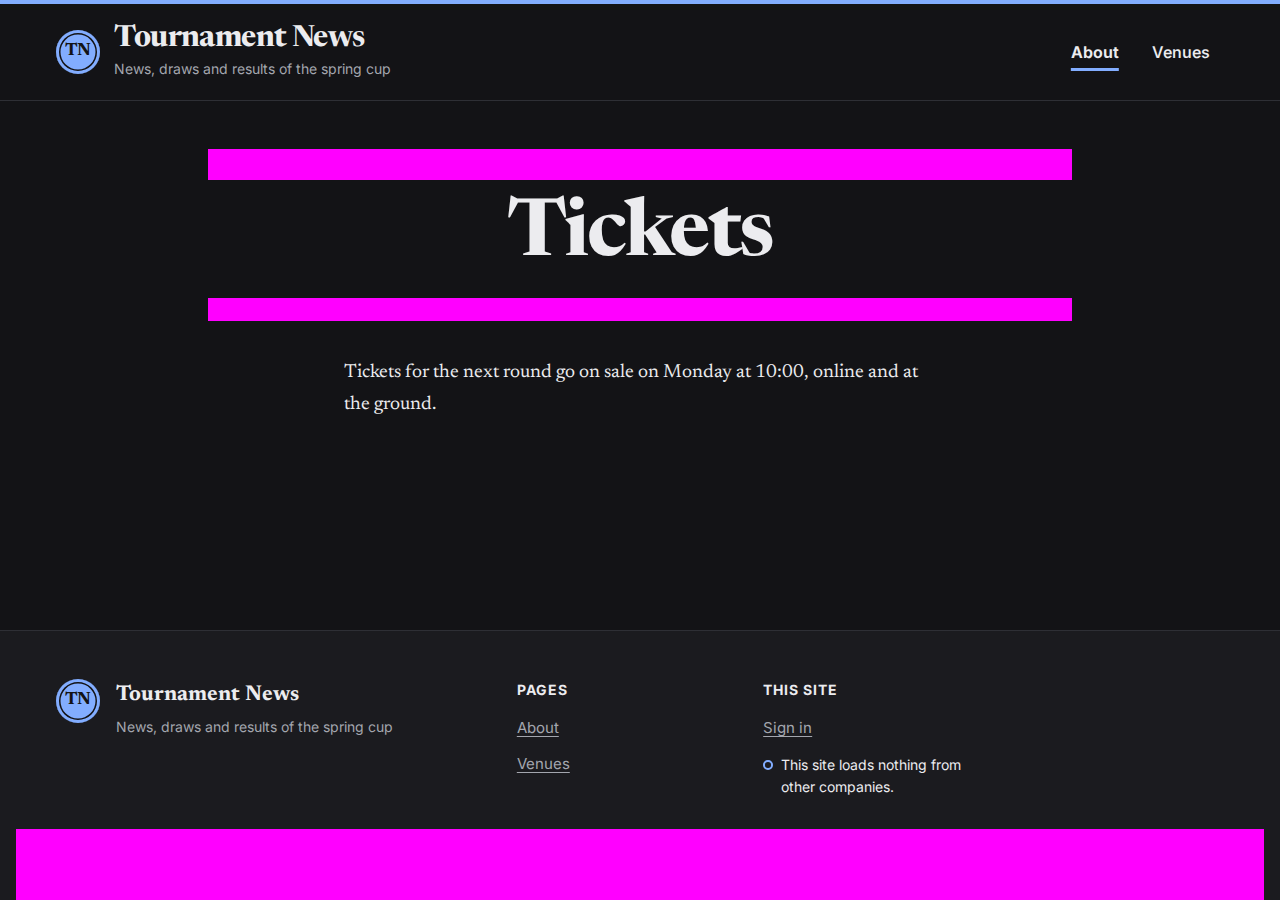 TN
Tournament News
News, draws and results of the spring cup
About
Venues
Tickets
Tickets for the next round go on sale on Monday at 10:00, online and at
the ground.
TN
Tournament News
News, draws and results of the spring cup
PAGES
About
Venues
THIS SITE
Sign in
This site loads nothing from
other companies.